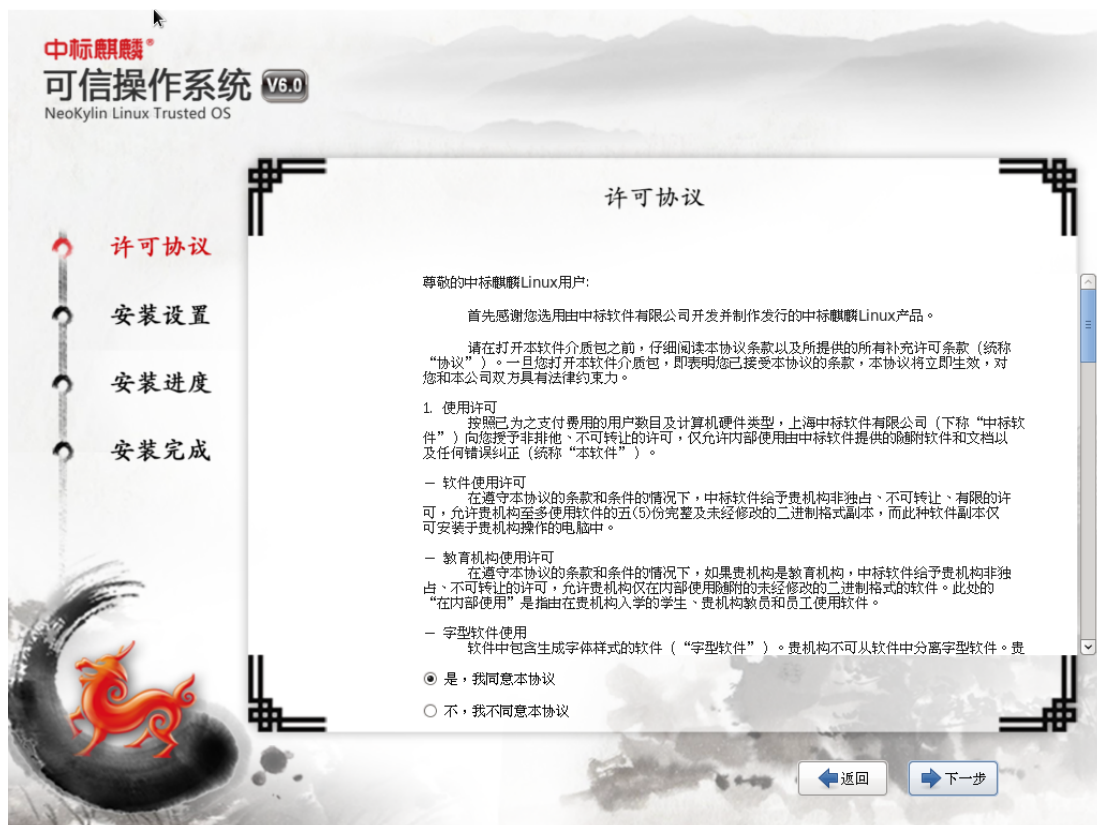 中标麒麟®
可信操作系统 V6.0
NeoKylin Linux Trusted OS
许可协议
安装设置
安装进度
安装完成
许可协议
尊敬的中标麒麟Linux用户:
首先感谢您选用由中标软件有限公司开发并制作发行的中标麒麟Linux产品。
请在打开本软件介质包之前，仔细阅读本协议条款以及所提供的所有补充许可条款（统称
“协议”）。一旦您打开本软件介质包，即表明您已接受本协议的条款，本协议将立即生效，对
您和本公司双方具有法律约束力。
1. 使用许可
按照已为之支付费用的用户数目及计算机硬件类型，上海中标软件有限公司（下称“中标软
件”）向您授予非排他、不可转让的许可，仅允许内部使用由中标软件提供的随附软件和文档以
及任何错误纠正（统称“本软件”）。
— 软件使用许可
在遵守本协议的条款和条件的情况下，中标软件给予贵机构非独占、不可转让、有限的许
可，允许贵机构至多使用软件的五(5)份完整及未经修改的二进制格式副本，而此种软件副本仅
可安装于贵机构操作的电脑中。
— 教育机构使用许可
在遵守本协议的条款和条件的情况下，如果贵机构是教育机构，中标软件给予贵机构非独
占、不可转让的许可，允许贵机构仅在内部使用随附的未经修改的二进制格式的软件。此处的
“在内部使用”是指由在贵机构入学的学生、贵机构教员和员工使用软件。
— 字型软件使用
软件中包含生成字体样式的软件（“字型软件”）。贵机构不可从软件中分离字型软件。贵
是，我同意本协议
不，我不同意本协议
返回
下一步